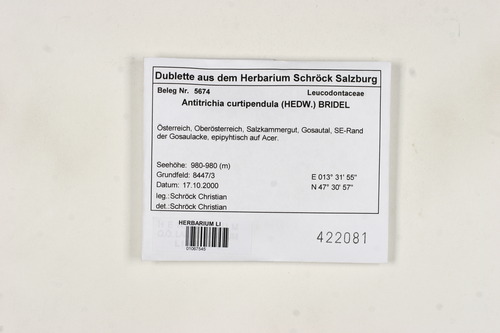 Dublette aus dem Herbarium Schröck Salzburg
Beleg Nr. 5674 Leucodontaceae
Antitrichia curtipendula (HEDW.) BRIDEL
Österreich, Oberösterreich, Salzkammergut, Gosautal, SE-Rand
der Gosaulacke, epipyhtisch auf Acer.
Seehöhe: 980-980 (m)
Grundfeld: 8447/3 E 013° 31' 55"
Datum: 17.10.2000 N 47° 30' 57"
leg.: Schröck Christian
det.: Schröck Christian
HERBARIUM LI
01067545
422081